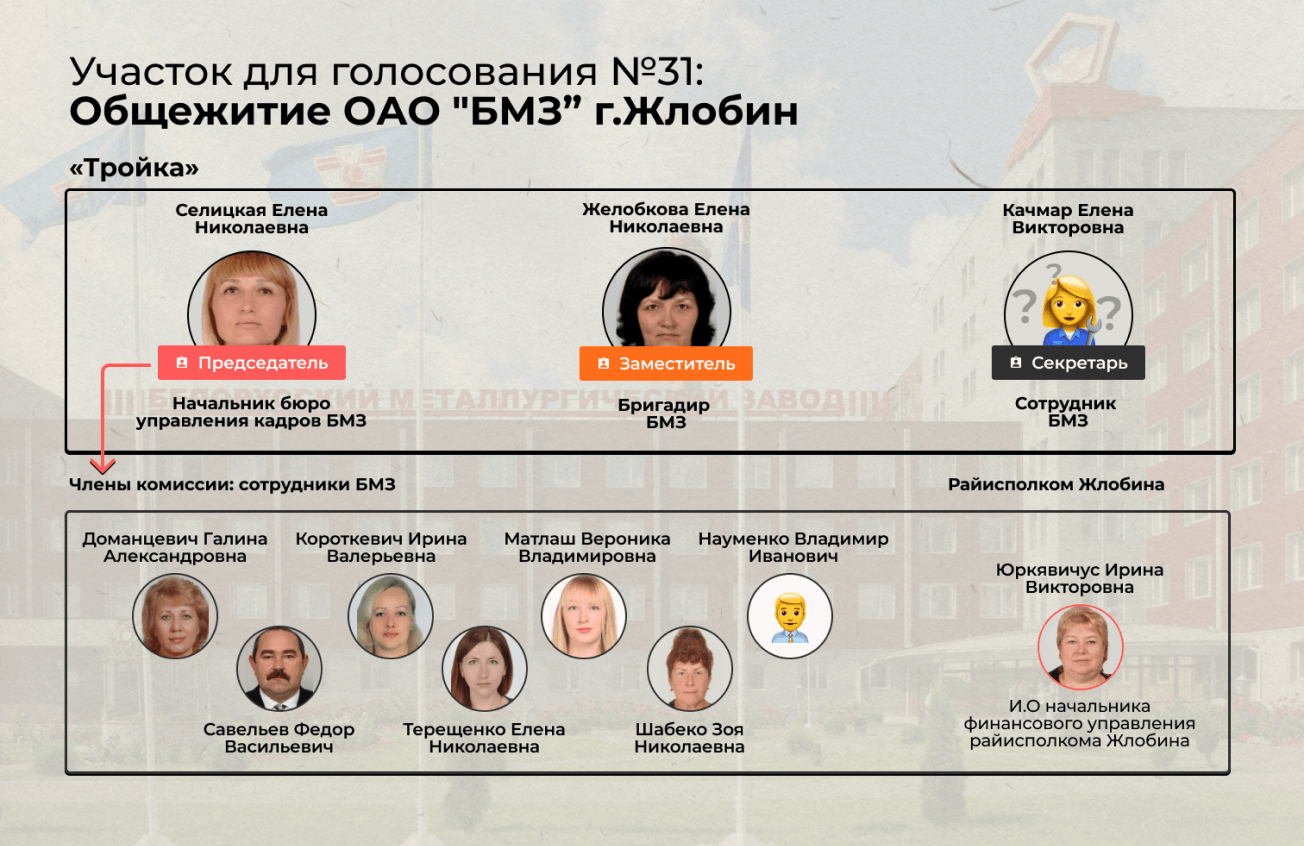 Участок для голосования №31:
Общежитие ОАО "БМЗ” г.Жлобин
«Тройка»
Селицкая Елена
Николаевна
Председатель
Начальник бюро
управления кадров БМЗ
Желобкова Елена
Николаевна
Заместитель
Бригадир
БМЗ
Качмар Елена
Викторовна
? ? ?
Секретарь
Сотрудник
БМЗ
БЕЛОРУССКИЙ МЕТАЛЛУРГИЧЕСКИЙ ЗАВОД
Члены комиссии: сотрудники БМЗ
Райисполком Жлобина
Доманцевич Галина
Александровна
Короткевич Ирина
Валерьевна
Матлаш Вероника
Владимировна
Науменко Владимир
Иванович
Савельев Федор
Васильевич
Терещенко Елена
Николаевна
Шабеко Зоя
Николаевна
Юркявичус Ирина
Викторовна
И.О начальника
финансового управления
райисполкома Жлобина